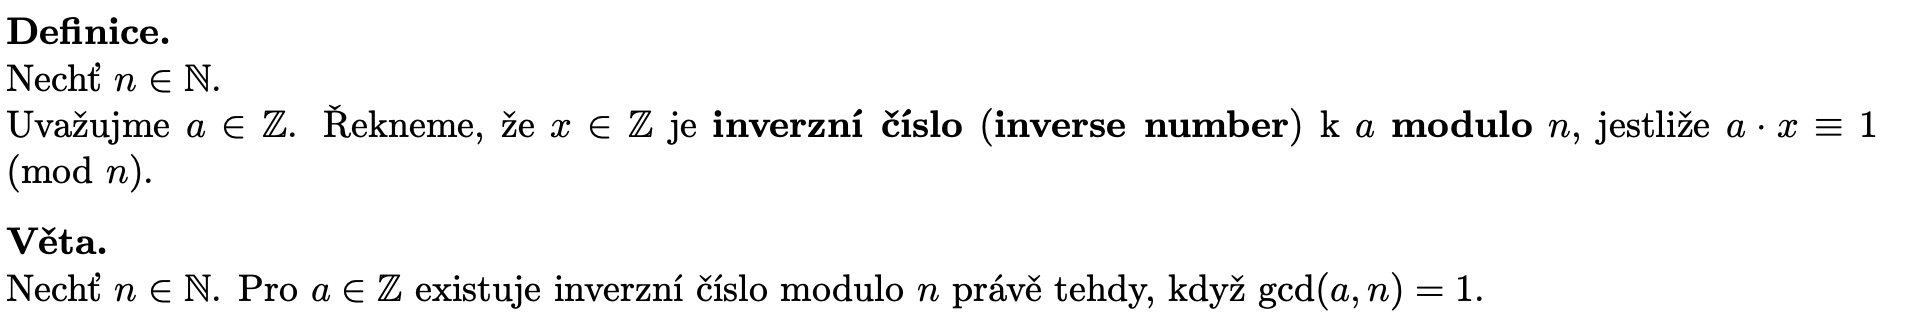 Definice.
Nechť n ∈ ℕ.
Uvažujme a ∈ ℤ. Řekneme, že x ∈ ℤ je inverzní číslo (inverse number) k a modulo n, jestliže a · x ≡ 1
(mod n).
Věta.
Nechť n ∈ ℕ. Pro a ∈ ℤ existuje inverzní číslo modulo n právě tehdy, když gcd(a, n) = 1.